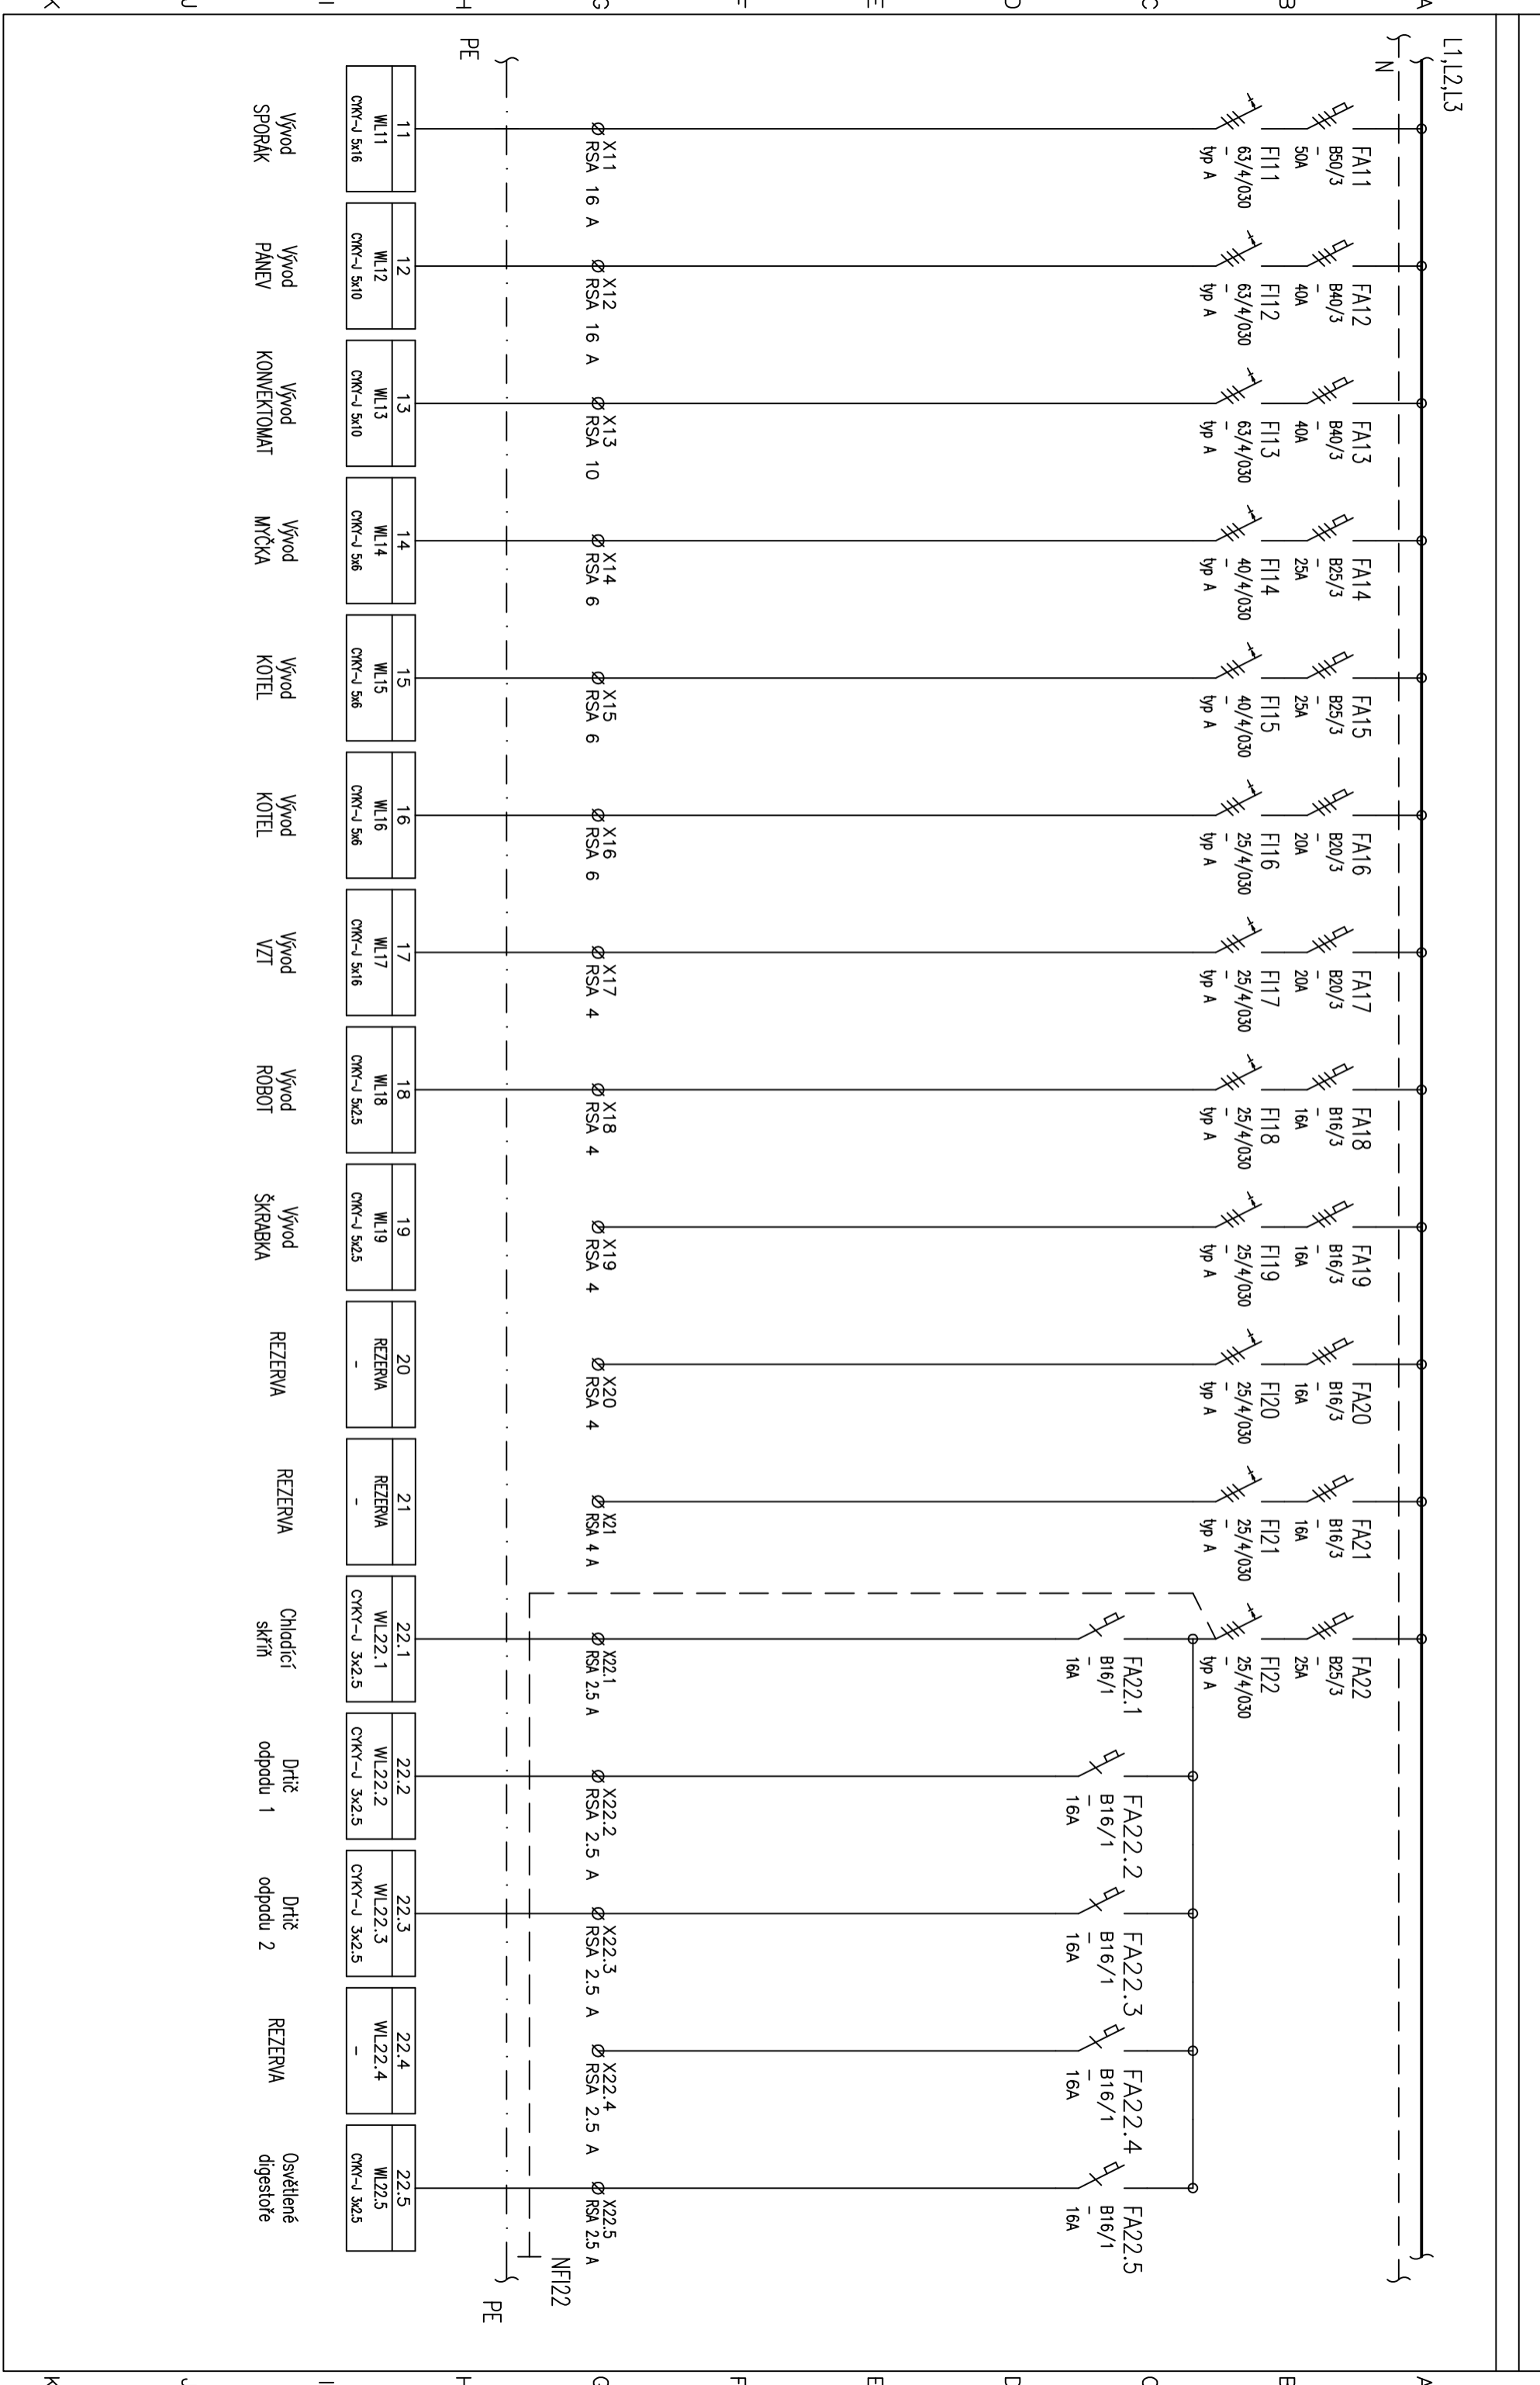 A
B
C
D
E
F
G
H
I
J
K
L1,L2,L3
N
FA11
B50/3
-
50A
FI11
63/4/030
-
typ A
FA12
B40/3
-
40A
FI12
63/4/030
-
typ A
FA13
B40/3
-
40A
FI13
63/4/030
-
typ A
FA14
B25/3
-
25A
FI14
40/4/030
-
typ A
FA15
B25/3
-
25A
FI15
40/4/030
-
typ A
FA16
B20/3
-
20A
FI16
25/4/030
-
typ A
FA17
B20/3
-
20A
FI17
25/4/030
-
typ A
FA18
B16/3
-
16A
FI18
25/4/030
-
typ A
FA19
B16/3
-
16A
FI19
25/4/030
-
typ A
FA20
B16/3
-
16A
FI20
25/4/030
-
typ A
FA21
B16/3
-
16A
FI21
25/4/030
-
typ A
FA22
B25/3
-
25A
FI22
25/4/030
-
typ A
FA22.1
B16/1
-
16A
FA22.2
B16/1
-
16A
FA22.3
B16/1
-
16A
FA22.4
B16/1
-
16A
FA22.5
B16/1
-
16A
X11
RSA 16 A
X12
RSA 16 A
X13
RSA 10
X14
RSA 6
X15
RSA 6
X16
RSA 6
X17
RSA 4
X18
RSA 4
X19
RSA 4
X20
RSA 4
X21
RSA 4 A
X22.1
RSA 2.5 A
X22.2
RSA 2.5 A
X22.3
RSA 2.5 A
X22.4
RSA 2.5 A
X22.5
RSA 2.5 A
NFI22
PE
PE
11
WL11
CYKY-J 5x16
Vývod
SPORÁK
12
WL12
CYKY-J 5x10
Vývod
PÁNEV
13
WL13
CYKY-J 5x10
Vývod
KONVEKTOMAT
14
WL14
CYKY-J 5x6
Vývod
MYČKA
15
WL15
CYKY-J 5x6
Vývod
KOTEL
16
WL16
CYKY-J 5x6
Vývod
KOTEL
17
WL17
CYKY-J 5x16
Vývod
VZT
18
WL18
CYKY-J 5x2.5
Vývod
ROBOT
19
WL19
CYKY-J 5x2.5
Vývod
ŠKRABKA
20
REZERVA
-
REZERVA
21
REZERVA
-
REZERVA
22.1
WL22.1
CYKY-J 3x2.5
Chladící
skříň
22.2
WL22.2
CYKY-J 3x2.5
Drtič
odpadu 1
22.3
WL22.3
CYKY-J 3x2.5
Drtič
odpadu 2
22.4
WL22.4
-
REZERVA
22.5
WL22.5
CYKY-J 3x2.5
Osvětlené
digestoře
A
B
C
D
E
F
G
H
I
J
K